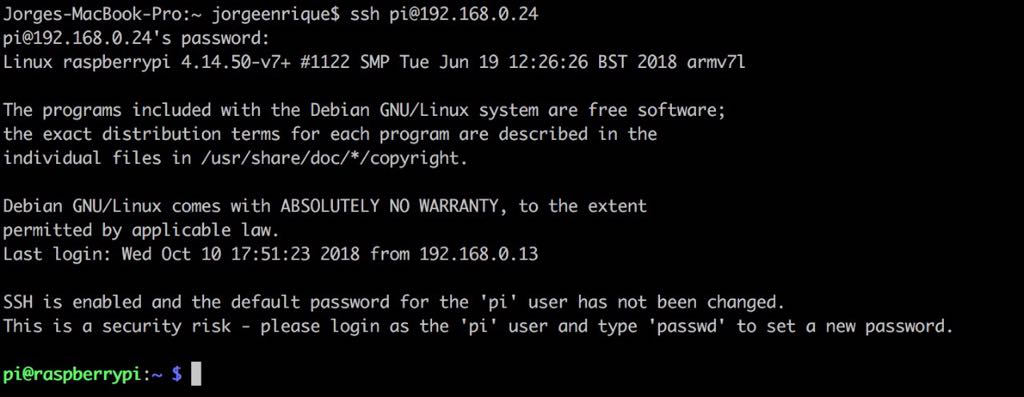 Jorges-MacBook-Pro:~ jorgeenrique$ ssh pi@192.168.0.24
pi@192.168.0.24's password:
Linux raspberrypi 4.14.50-v7+ #1122 SMP Tue Jun 19 12:26:26 BST 2018 armv7l
The programs included with the Debian GNU/Linux system are free software;
the exact distribution terms for each program are described in the
individual files in /usr/share/doc/*/copyright.
Debian GNU/Linux comes with ABSOLUTELY NO WARRANTY, to the extent
permitted by applicable law.
Last login: Wed Oct 10 17:51:23 2018 from 192.168.0.13
SSH is enabled and the default password for the 'pi' user has not been changed.
This is a security risk - please login as the 'pi' user and type 'passwd' to set a new password.
pi@raspberrypi:~ $